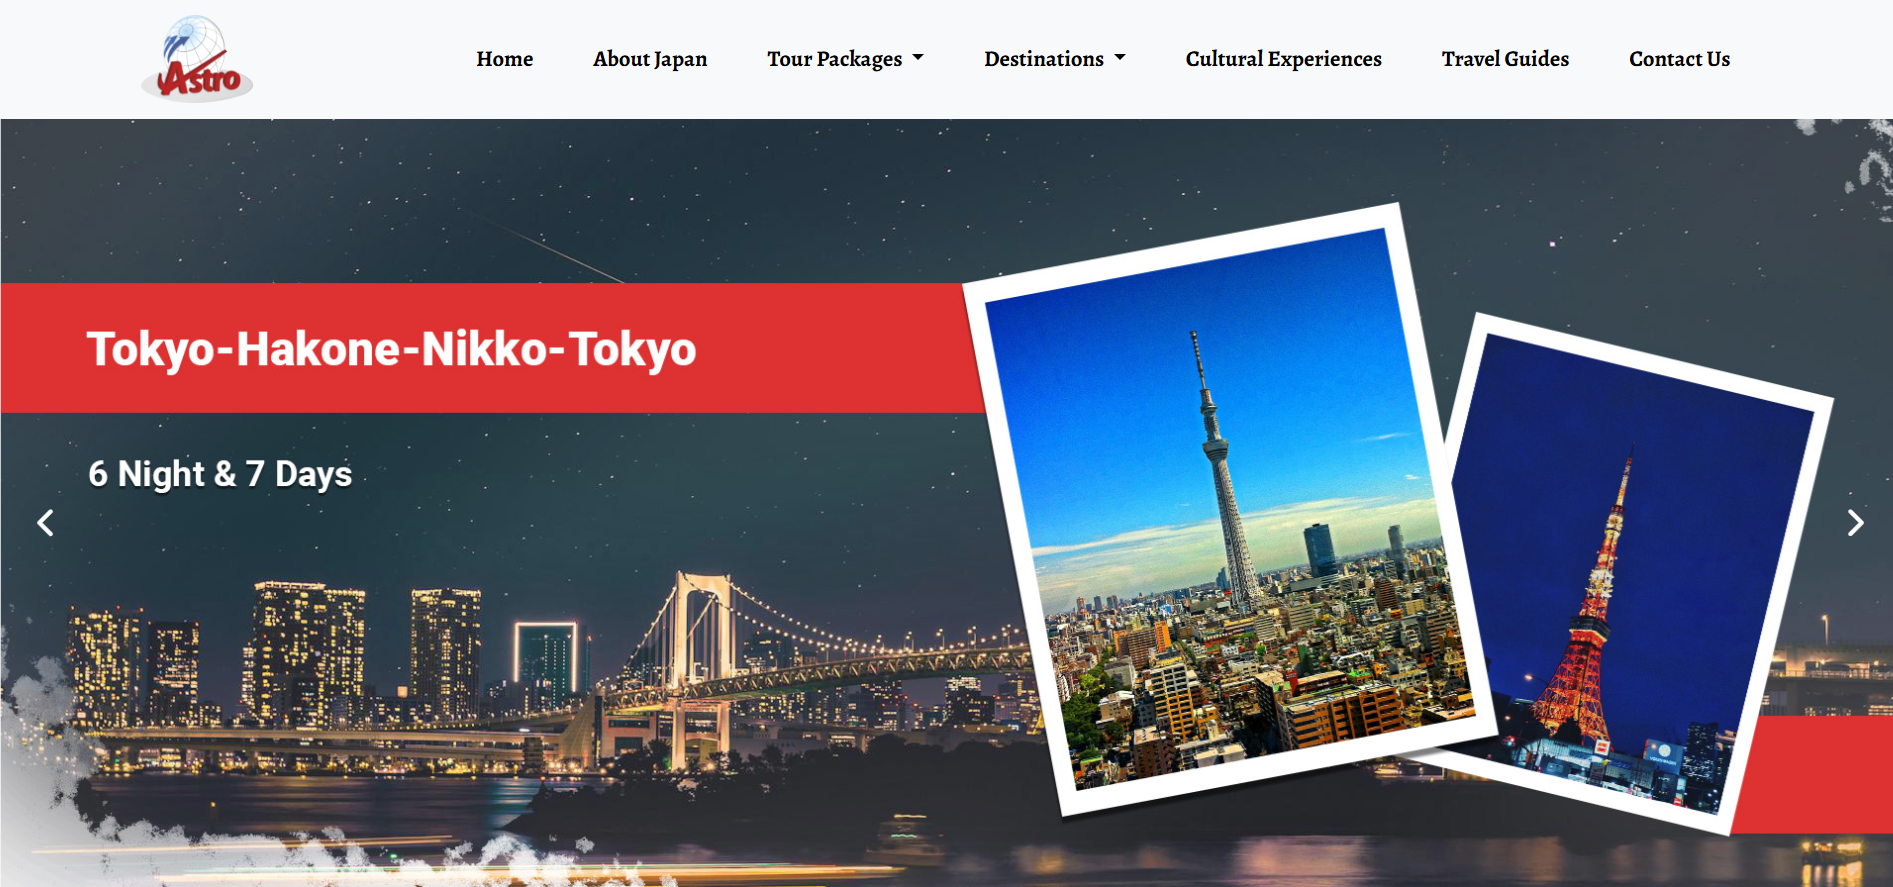 Astro
Home
About Japan
Tour Packages
Destinations
Cultural Experiences
Travel Guides
Contact Us
Tokyo-Hakone-Nikko-Tokyo
6 Night & 7 Days